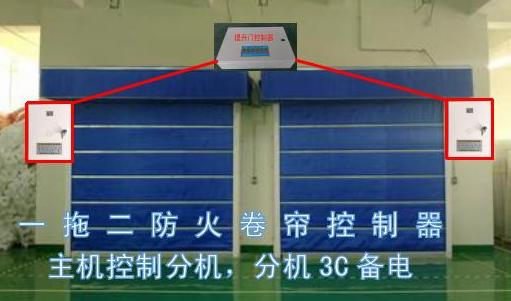 提升门控制器
一拖二防火卷帘控制器
主机控制分机，分机3C备电